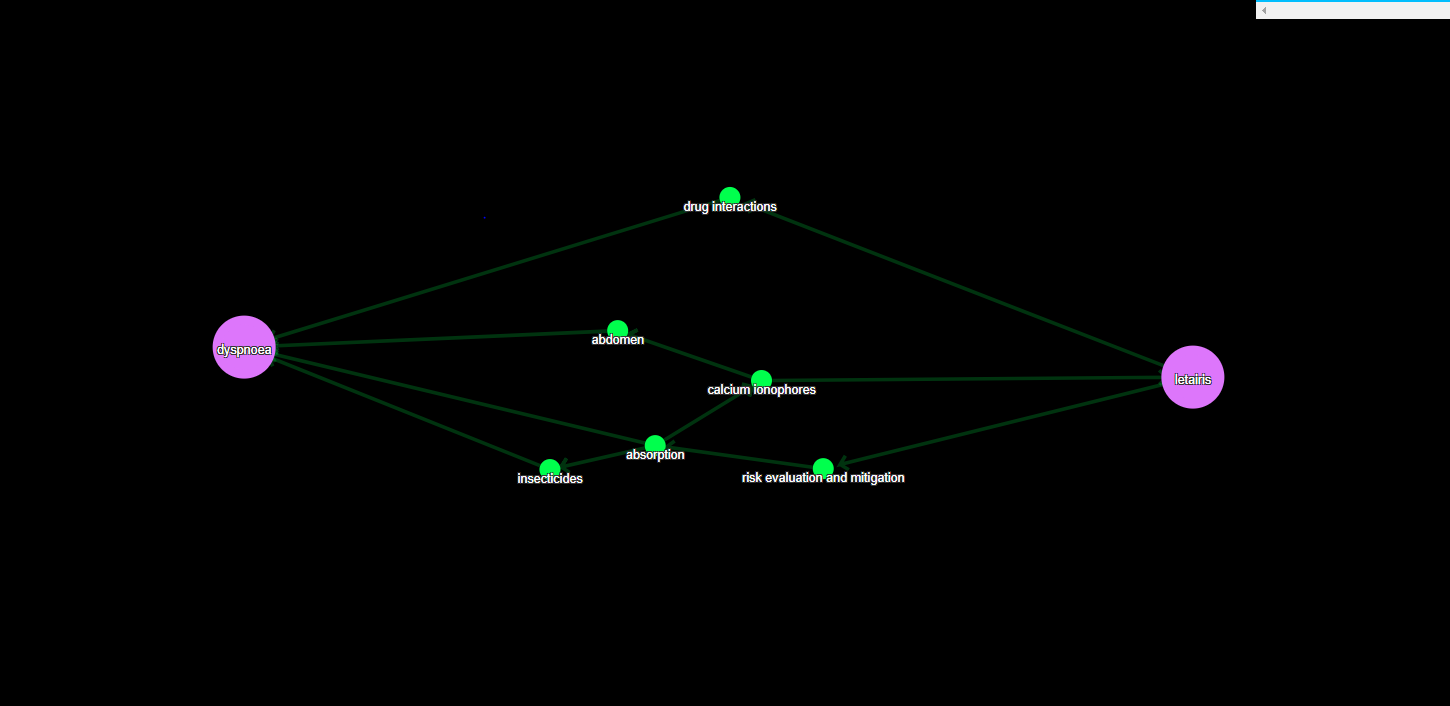 drug interactions
abdomen
dyspnoea
letairis
calcium ionophores
absorption
insecticides
risk evaluation and mitigation